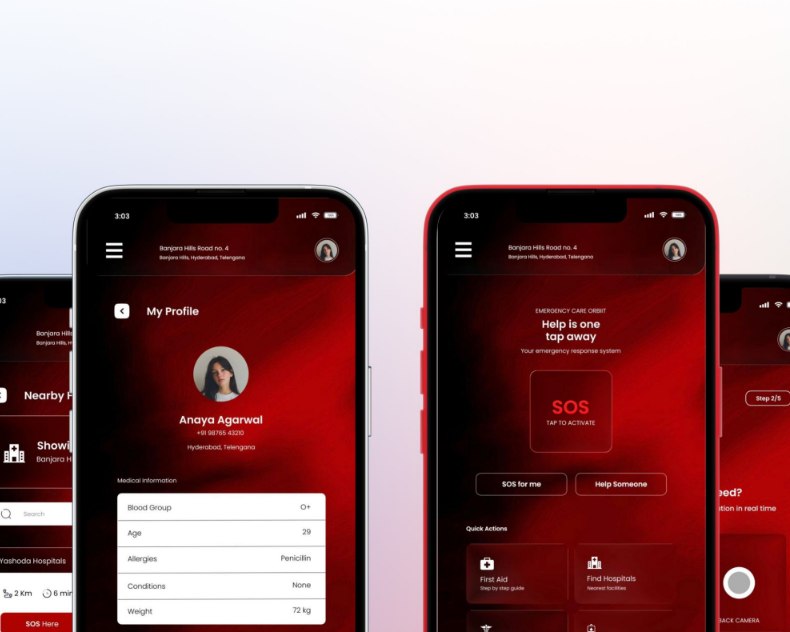 03
Banjara Hills
Banjara Hills, H
Nearby
Banjara H
Search
Yashoda Hospitals
2 Km
6 min
SOS Here
3:03
Banjara Hills Road no. 4
Banjara Hills, Hyderabad, Telengana
My Profile
Anaya Agarwal
+91 98765 43210
Hyderabad, Telengana
Medical information
Blood Group O+
Age 29
Allergies Penicillin
Conditions None
Weight 72 kg
3:03
Banjara Hills Road no. 4
Banjara Hills, Hyderabad, Telengana
EMERGENCY CARE ORBIIT
Help is one
tap away
Your emergency response system
SOS
TAP TO ACTIVATE
SOS for me
Help Someone
Quick Actions
First Aid
Step by step guide
Find Hospitals
Nearest facilities
Step 2/5
eed?
tion in real time
BACK CAMERA